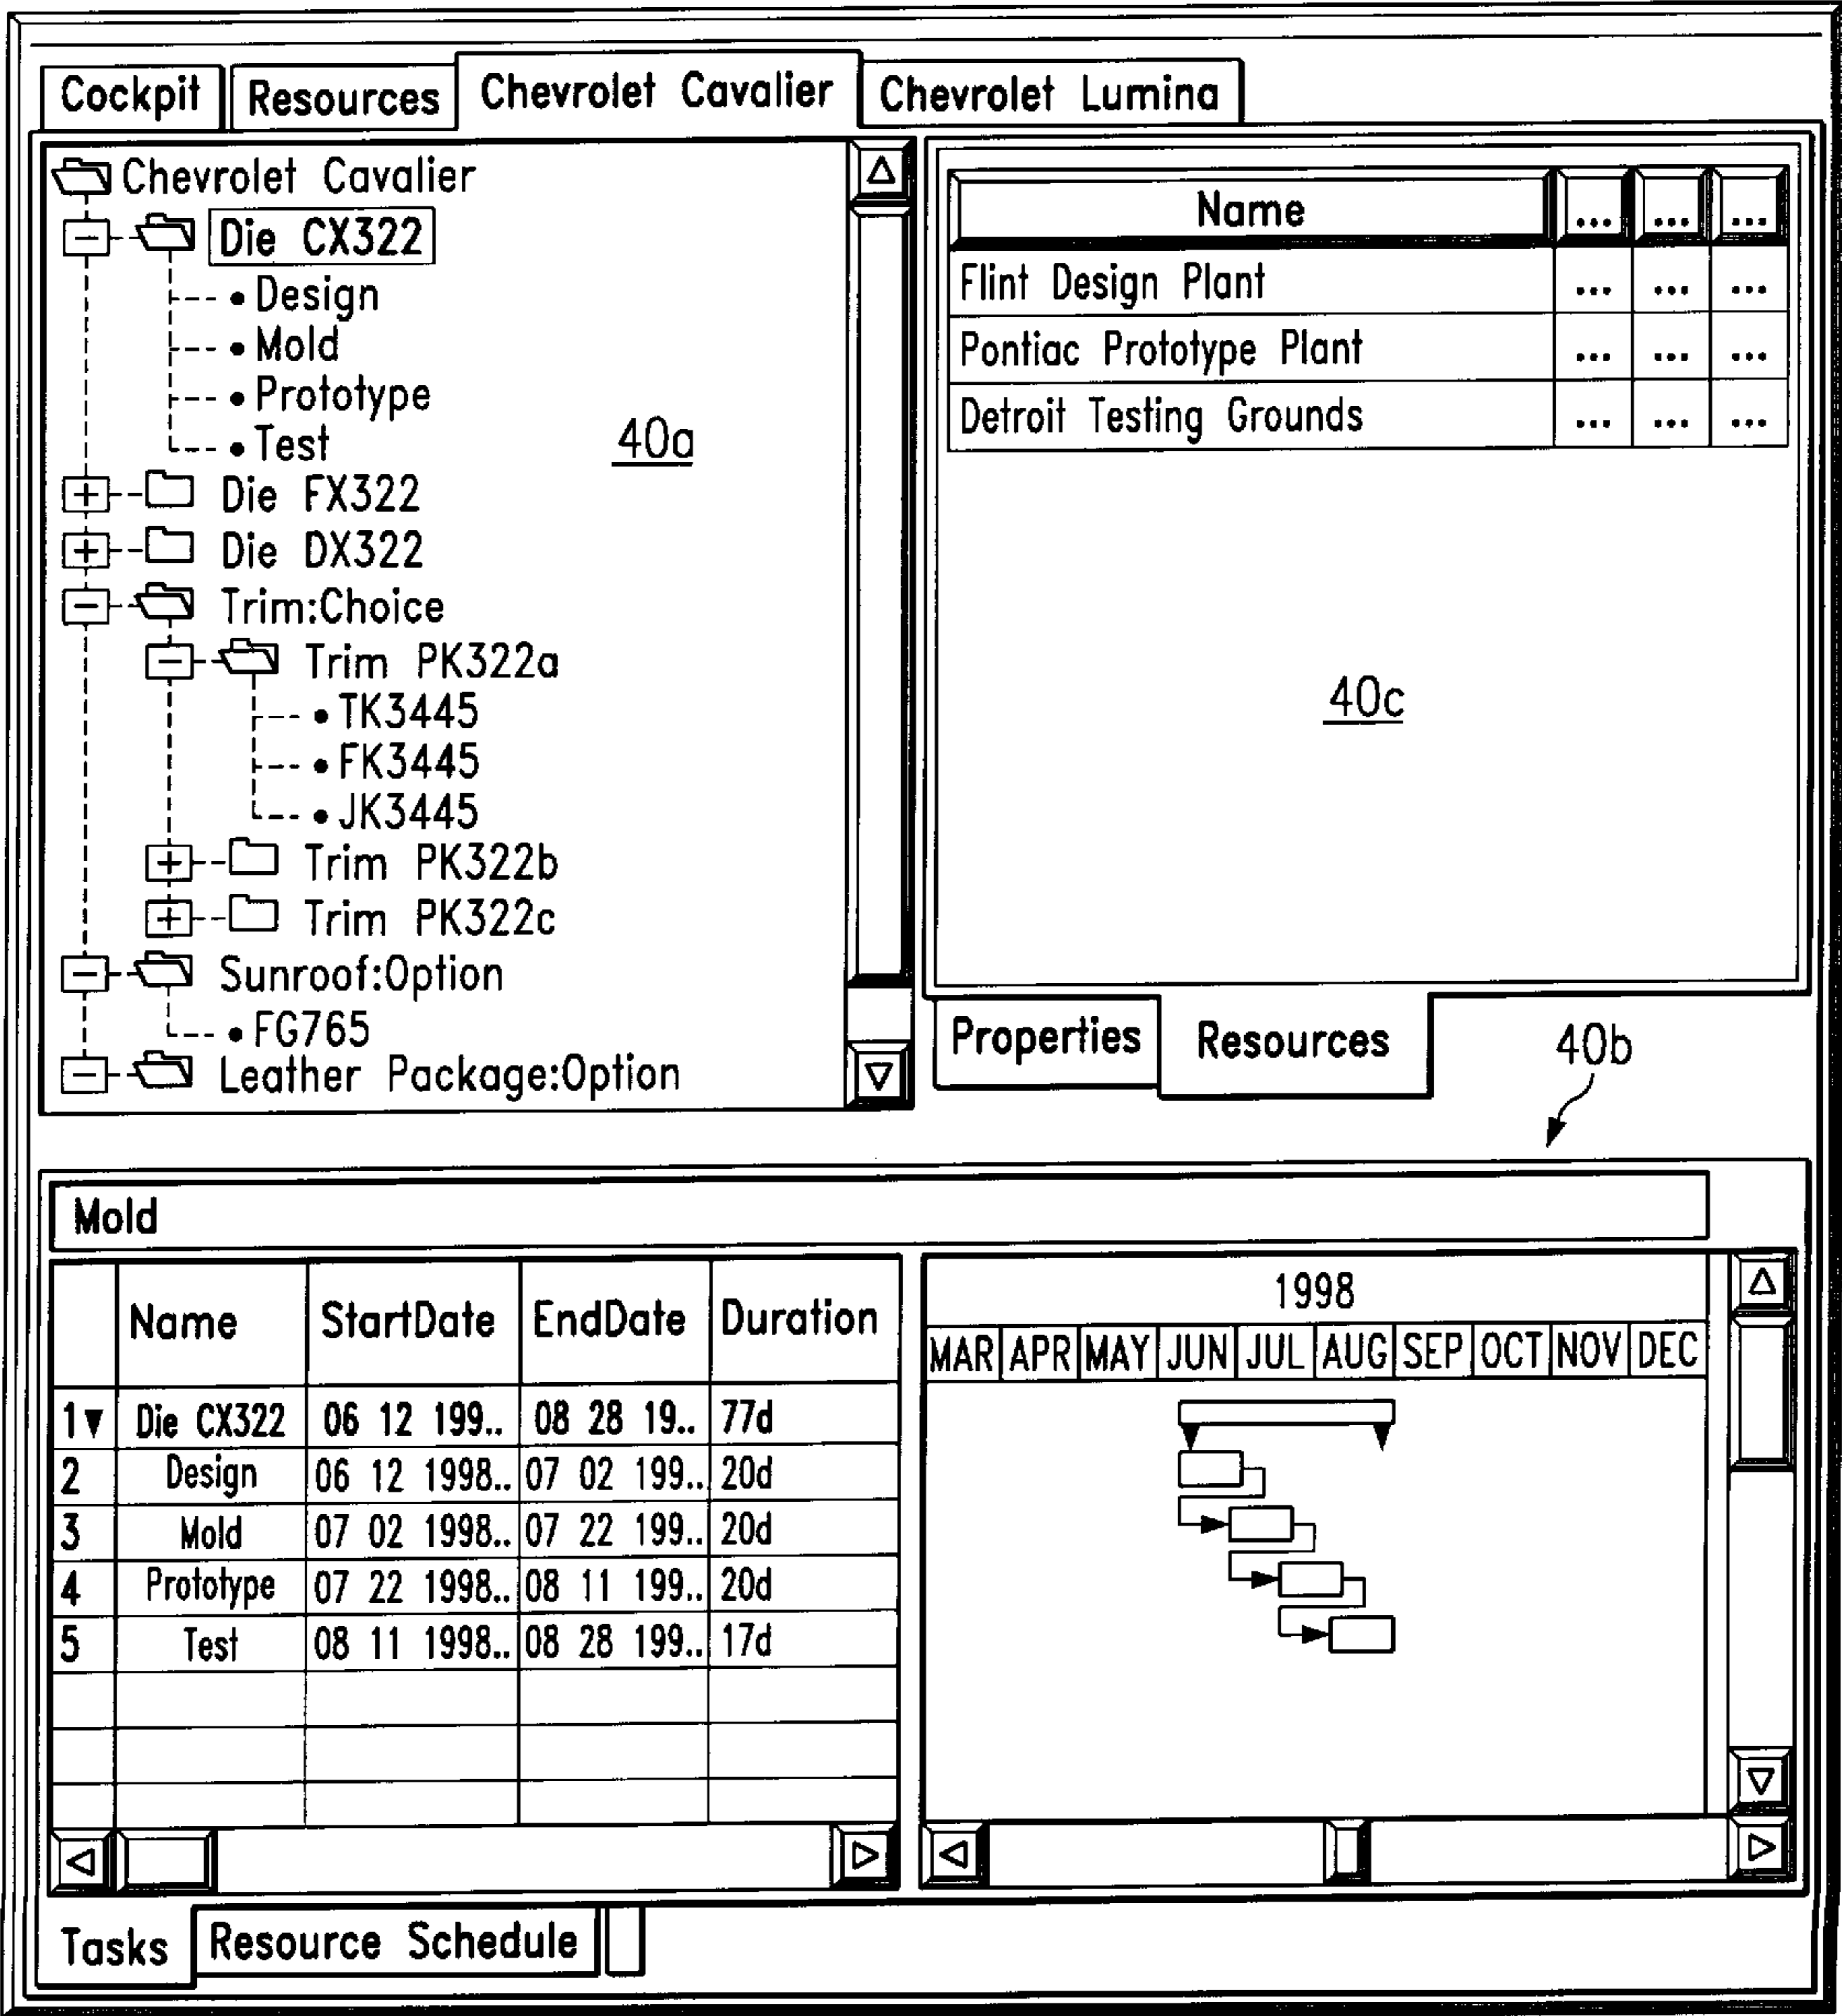 Cockpit Resources Chevrolet Cavalier Chevrolet Lumina
Chevrolet Cavalier
Die CX322
Design
Mold
Prototype
Test
40a
Die FX322
Die DX322
Trim:Choice
Trim PK322a
TK3445
FK3445
JK3445
Trim PK322b
Trim PK322c
Sunroof:Option
FG765
Leather Package:Option
Name ... ... ...
Flint Design Plant ... ... ...
Pontiac Prototype Plant ... ... ...
Detroit Testing Grounds ... ... ...
40c
Properties Resources
40b
Mold
Name StartDate EndDate Duration
1 Die CX322 06 12 199.. 08 28 19.. 77d
2 Design 06 12 1998.. 07 02 199.. 20d
3 Mold 07 02 1998.. 07 22 199.. 20d
4 Prototype 07 22 1998.. 08 11 199.. 20d
5 Test 08 11 1998.. 08 28 199.. 17d
1998
MAR APR MAY JUN JUL AUG SEP OCT NOV DEC
Tasks Resource Schedule